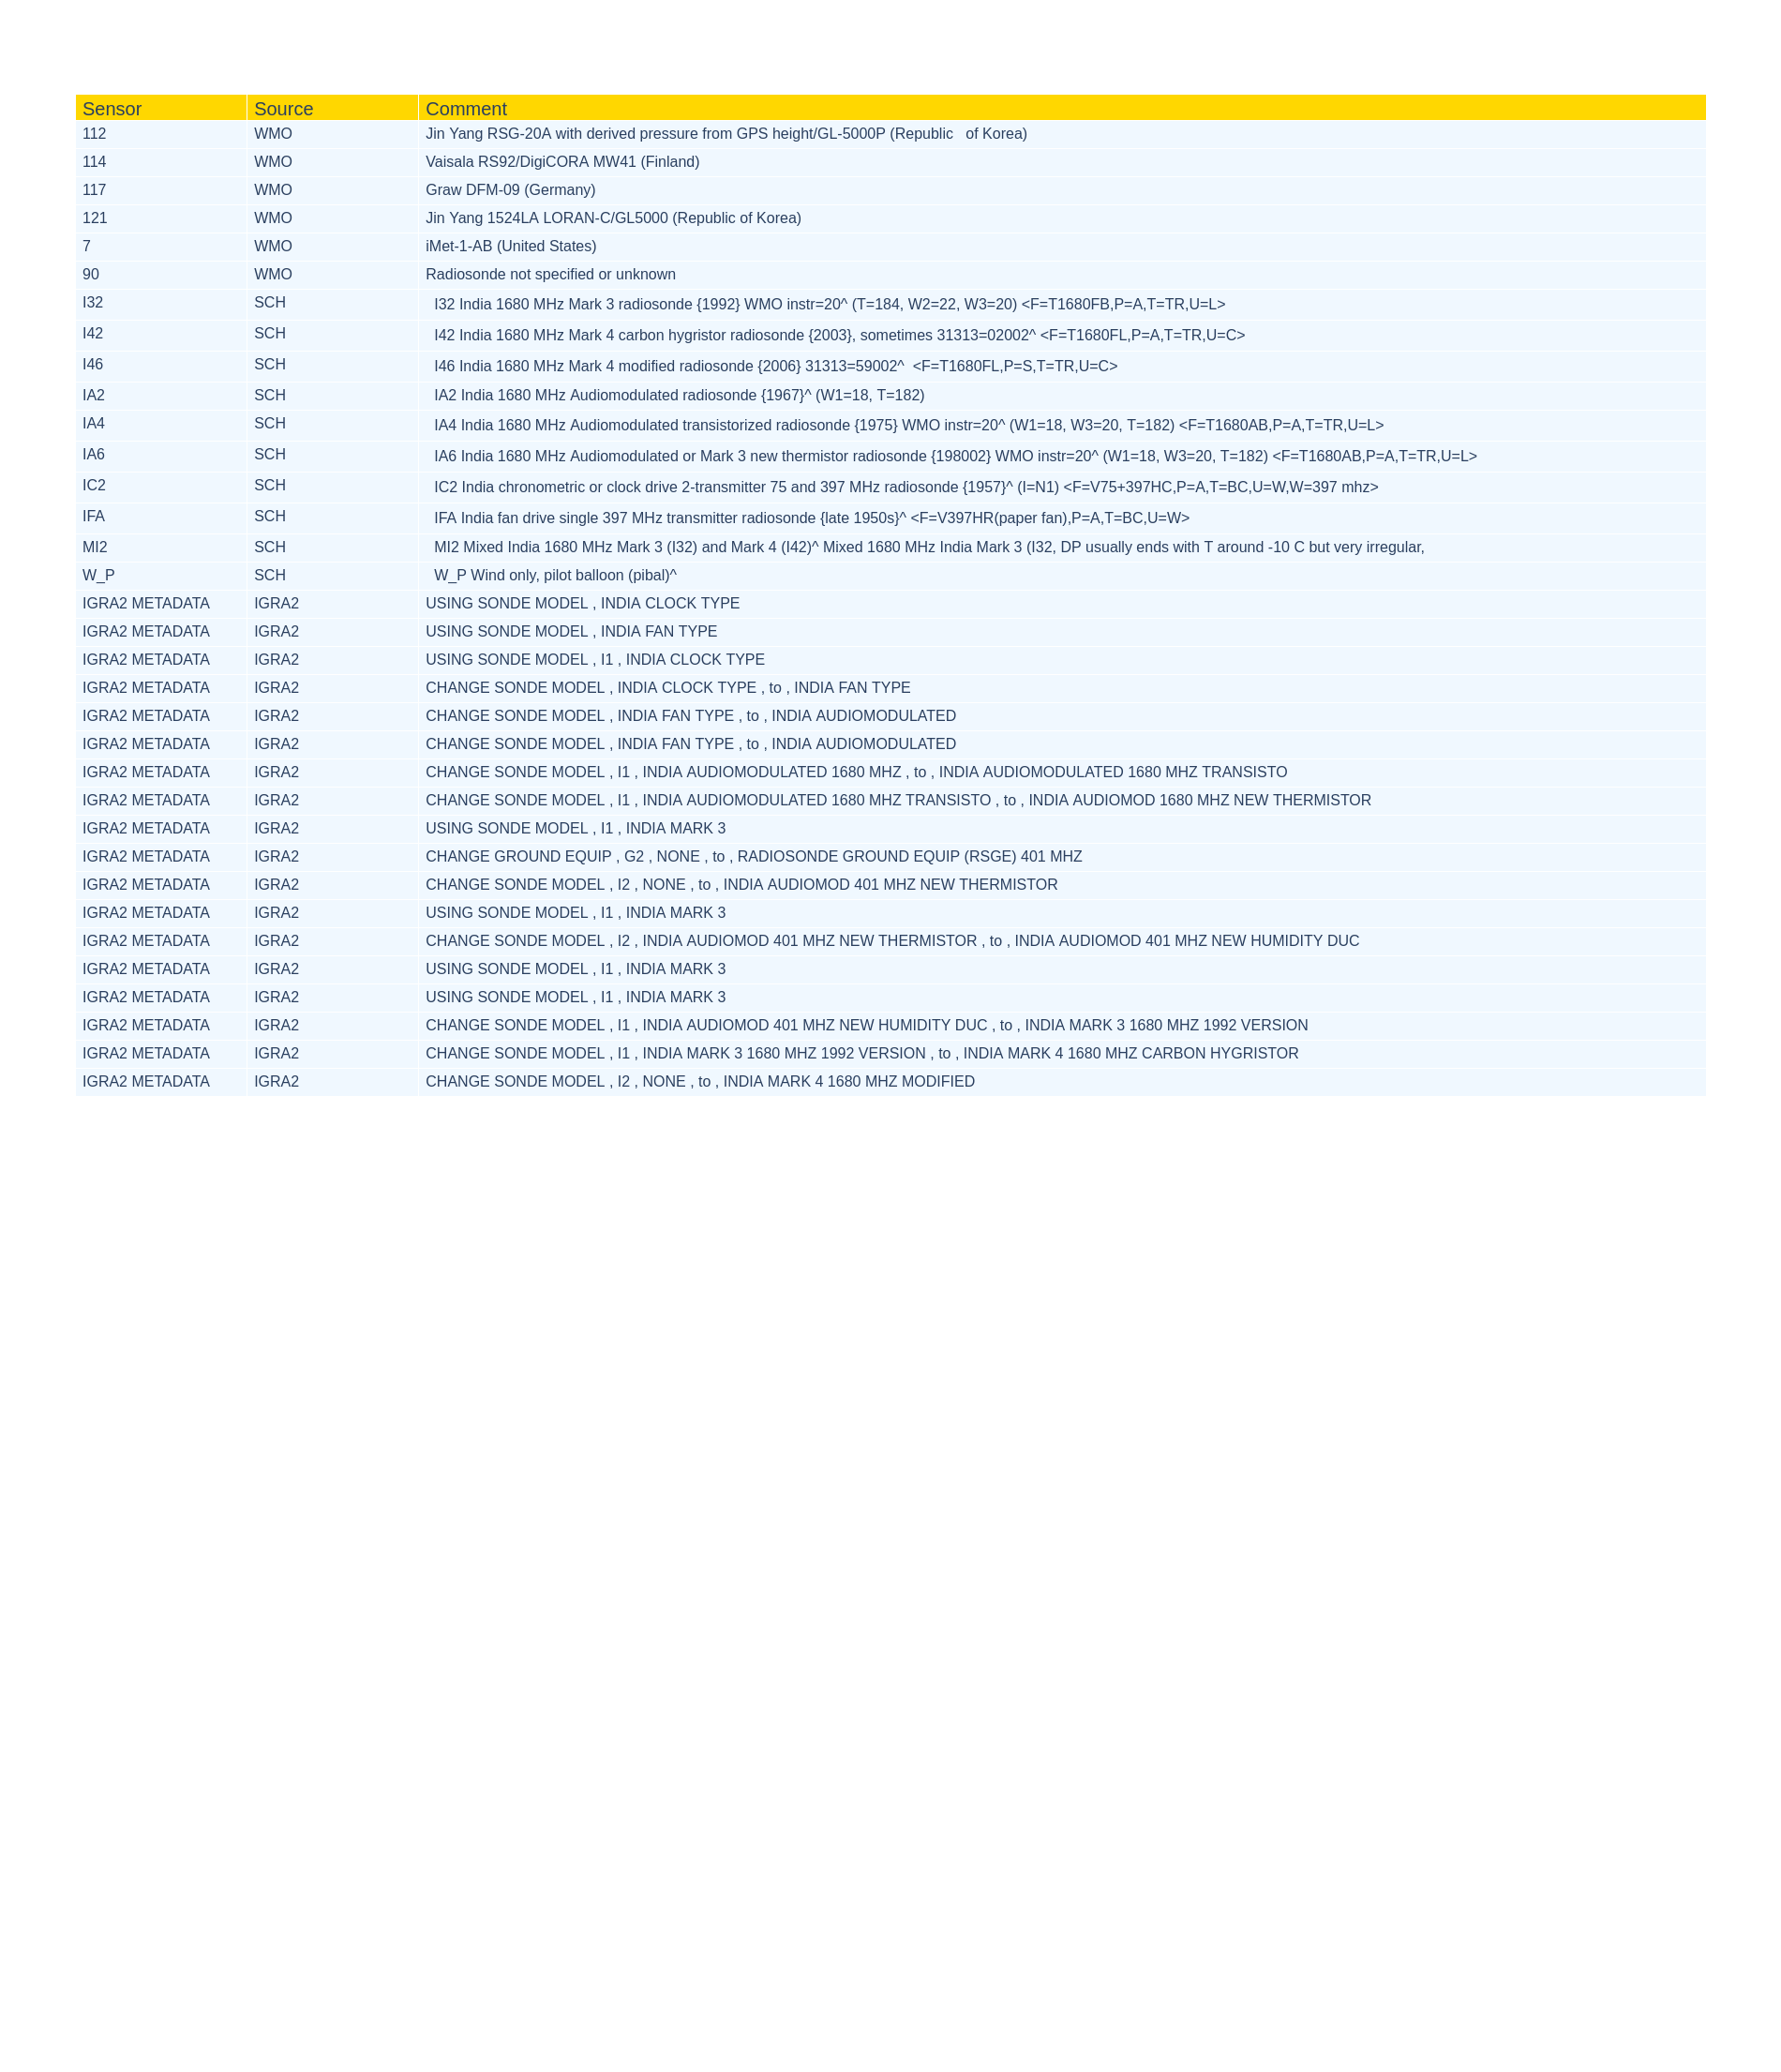 Sensor Source Comment
112 WMO Jin Yang RSG-20A with derived pressure from GPS height/GL-5000P (Republic   of Korea)
114 WMO Vaisala RS92/DigiCORA MW41 (Finland)
117 WMO Graw DFM-09 (Germany)
121 WMO Jin Yang 1524LA LORAN-C/GL5000 (Republic of Korea)
7 WMO iMet-1-AB (United States)
90 WMO Radiosonde not specified or unknown
I32 SCH I32 India 1680 MHz Mark 3 radiosonde {1992} WMO instr=20^ (T=184, W2=22, W3=20) <F=T1680FB,P=A,T=TR,U=L>
I42 SCH I42 India 1680 MHz Mark 4 carbon hygristor radiosonde {2003}, sometimes 31313=02002^ <F=T1680FL,P=A,T=TR,U=C>
I46 SCH I46 India 1680 MHz Mark 4 modified radiosonde {2006} 31313=59002^  <F=T1680FL,P=S,T=TR,U=C>
IA2 SCH IA2 India 1680 MHz Audiomodulated radiosonde {1967}^ (W1=18, T=182)
IA4 SCH IA4 India 1680 MHz Audiomodulated transistorized radiosonde {1975} WMO instr=20^ (W1=18, W3=20, T=182) <F=T1680AB,P=A,T=TR,U=L>
IA6 SCH IA6 India 1680 MHz Audiomodulated or Mark 3 new thermistor radiosonde {198002} WMO instr=20^ (W1=18, W3=20, T=182) <F=T1680AB,P=A,T=TR,U=L>
IC2 SCH IC2 India chronometric or clock drive 2-transmitter 75 and 397 MHz radiosonde {1957}^ (I=N1) <F=V75+397HC,P=A,T=BC,U=W,W=397 mhz>
IFA SCH IFA India fan drive single 397 MHz transmitter radiosonde {late 1950s}^ <F=V397HR(paper fan),P=A,T=BC,U=W>
MI2 SCH MI2 Mixed India 1680 MHz Mark 3 (I32) and Mark 4 (I42)^ Mixed 1680 MHz India Mark 3 (I32, DP usually ends with T around -10 C but very irregular,
W_P SCH W_P Wind only, pilot balloon (pibal)^
IGRA2 METADATA IGRA2 USING SONDE MODEL , INDIA CLOCK TYPE
IGRA2 METADATA IGRA2 USING SONDE MODEL , INDIA FAN TYPE
IGRA2 METADATA IGRA2 USING SONDE MODEL , I1 , INDIA CLOCK TYPE
IGRA2 METADATA IGRA2 CHANGE SONDE MODEL , INDIA CLOCK TYPE , to , INDIA FAN TYPE
IGRA2 METADATA IGRA2 CHANGE SONDE MODEL , INDIA FAN TYPE , to , INDIA AUDIOMODULATED
IGRA2 METADATA IGRA2 CHANGE SONDE MODEL , INDIA FAN TYPE , to , INDIA AUDIOMODULATED
IGRA2 METADATA IGRA2 CHANGE SONDE MODEL , I1 , INDIA AUDIOMODULATED 1680 MHZ , to , INDIA AUDIOMODULATED 1680 MHZ TRANSISTO
IGRA2 METADATA IGRA2 CHANGE SONDE MODEL , I1 , INDIA AUDIOMODULATED 1680 MHZ TRANSISTO , to , INDIA AUDIOMOD 1680 MHZ NEW THERMISTOR
IGRA2 METADATA IGRA2 USING SONDE MODEL , I1 , INDIA MARK 3
IGRA2 METADATA IGRA2 CHANGE GROUND EQUIP , G2 , NONE , to , RADIOSONDE GROUND EQUIP (RSGE) 401 MHZ
IGRA2 METADATA IGRA2 CHANGE SONDE MODEL , I2 , NONE , to , INDIA AUDIOMOD 401 MHZ NEW THERMISTOR
IGRA2 METADATA IGRA2 USING SONDE MODEL , I1 , INDIA MARK 3
IGRA2 METADATA IGRA2 CHANGE SONDE MODEL , I2 , INDIA AUDIOMOD 401 MHZ NEW THERMISTOR , to , INDIA AUDIOMOD 401 MHZ NEW HUMIDITY DUC
IGRA2 METADATA IGRA2 USING SONDE MODEL , I1 , INDIA MARK 3
IGRA2 METADATA IGRA2 USING SONDE MODEL , I1 , INDIA MARK 3
IGRA2 METADATA IGRA2 CHANGE SONDE MODEL , I1 , INDIA AUDIOMOD 401 MHZ NEW HUMIDITY DUC , to , INDIA MARK 3 1680 MHZ 1992 VERSION
IGRA2 METADATA IGRA2 CHANGE SONDE MODEL , I1 , INDIA MARK 3 1680 MHZ 1992 VERSION , to , INDIA MARK 4 1680 MHZ CARBON HYGRISTOR
IGRA2 METADATA IGRA2 CHANGE SONDE MODEL , I2 , NONE , to , INDIA MARK 4 1680 MHZ MODIFIED